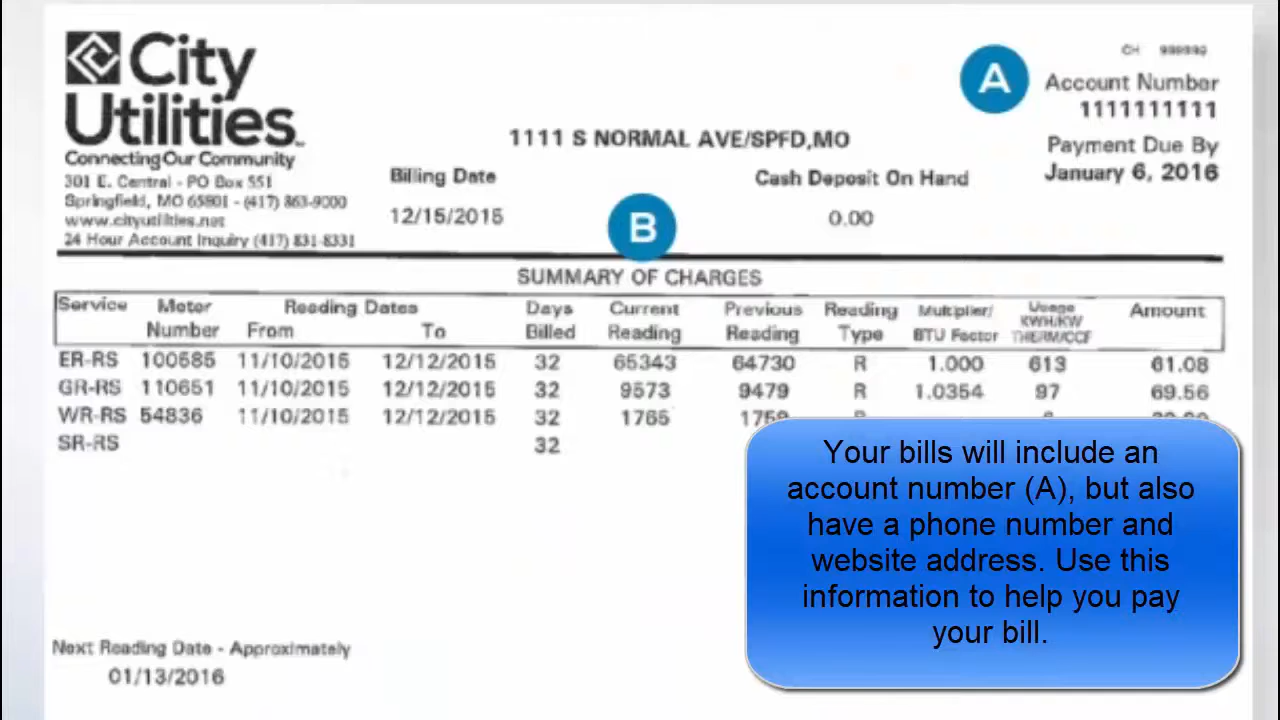 City
Utilities
Connecting Our Community
301 E. Central - PO Box 551
Springfield, MO 65801 - (417) 863-9000
www.cityutilities.net
24 Hour Account Inquiry (417) 831-8331
1111 S NORMAL AVE/SPFD,MO
Billing Date
12/15/2015
Cash Deposit On Hand
0.00
A
CH 999999
Account Number
1111111111
Payment Due By
January 6, 2016
B
SUMMARY OF CHARGES
Service Meter Reading Dates Days Current Previous Reading Multiplier/ Usage Amount
Number From To Billed Reading Reading Type BTU Factor KWH/KW
THERM/CCF
ER-RS 100585 11/10/2015 12/12/2015 32 65343 64730 R 1.000 613 61.08
GR-RS 110651 11/10/2015 12/12/2015 32 9573 9479 R 1.0354 97 69.56
WR-RS 54836 11/10/2015 12/12/2015 32 1765 1759
SR-RS 32
Your bills will include an
account number (A), but also
have a phone number and
website address. Use this
information to help you pay
your bill.
Next Reading Date - Approximately
01/13/2016